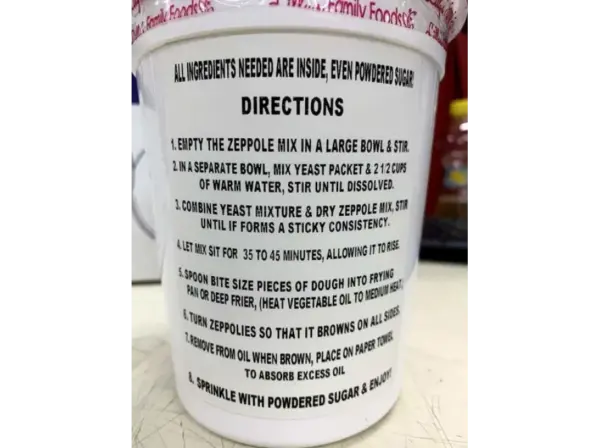 Family Foods
Family Foods
ALL INGREDIENTS NEEDED ARE INSIDE, EVEN POWDERED SUGAR!
DIRECTIONS
1. EMPTY THE ZEPPOLE MIX IN A LARGE BOWL & STIR.
2. IN A SEPARATE BOWL, MIX YEAST PACKET & 2 1/2 CUPS
OF WARM WATER, STIR UNTIL DISSOLVED.
3. COMBINE YEAST MIXTURE & DRY ZEPPOLE MIX, STIR
UNTIL IF FORMS A STICKY CONSISTENCY.
4. LET MIX SIT FOR 35 TO 45 MINUTES, ALLOWING IT TO RISE.
5. SPOON BITE SIZE PIECES OF DOUGH INTO FRYING
PAN OR DEEP FRIER, (HEAT VEGETABLE OIL TO MEDIUM HEAT.)
6. TURN ZEPPOLIES SO THAT IT BROWNS ON ALL SIDES.
7. REMOVE FROM OIL WHEN BROWN, PLACE ON PAPER TOWEL
TO ABSORB EXCESS OIL
8. SPRINKLE WITH POWDERED SUGAR & ENJOY!